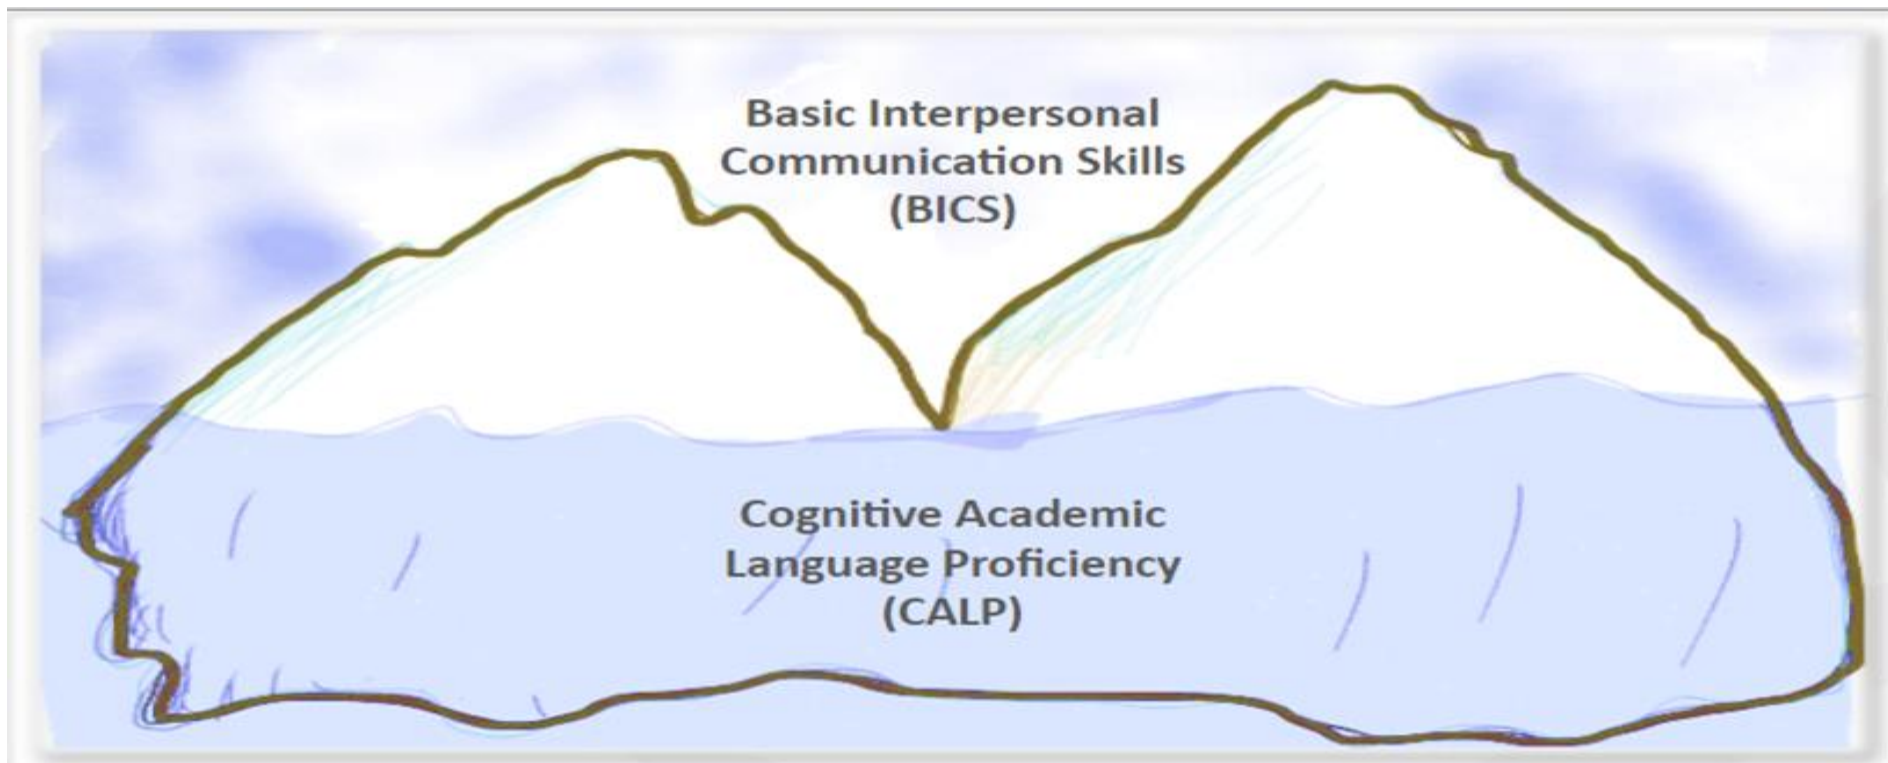 Basic Interpersonal
Communication Skills
(BICS)
Cognitive Academic
Language Proficiency
(CALP)